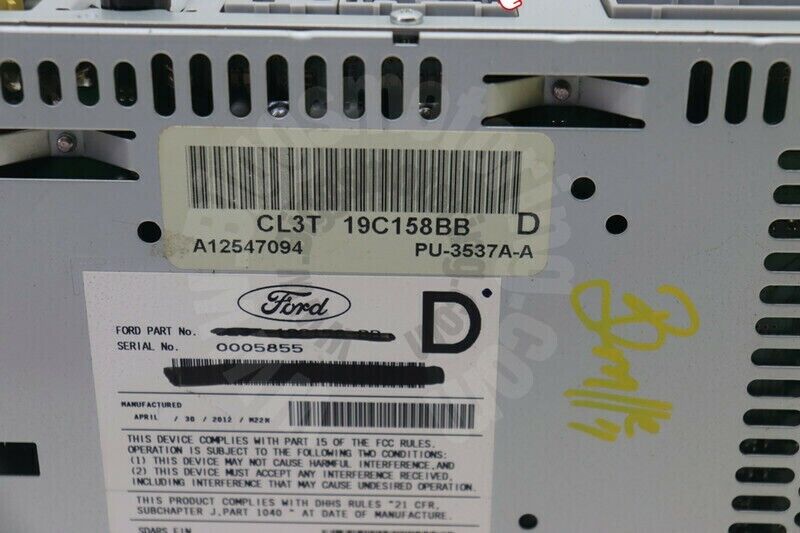 CL3T 19C158BB D
A12547094 PU-3537A-A
Ford
D
FORD PART No.
SERIAL No. 0005855
MANUFACTURED
APRIL / 30 / 2012 / M22N
THIS DEVICE COMPLIES WITH PART 15 OF THE FCC RULES.
OPERATION IS SUBJECT TO THE FOLLOWING TWO CONDITIONS:
(1) THIS DEVICE MAY NOT CAUSE HARMFUL INTERFERENCE,AND
(2) THIS DEVICE MUST ACCEPT ANY INTERFERENCE RECEIVED,
INCLUDING INTERFERENCE THAT MAY CAUSE UNDESIRED OPERATION.
THIS PRODUCT COMPLIES WITH DHHS RULES "21 CFR,
SUBCHAPTER J,PART 1040 " AT DATE OF MANUFACTURE.